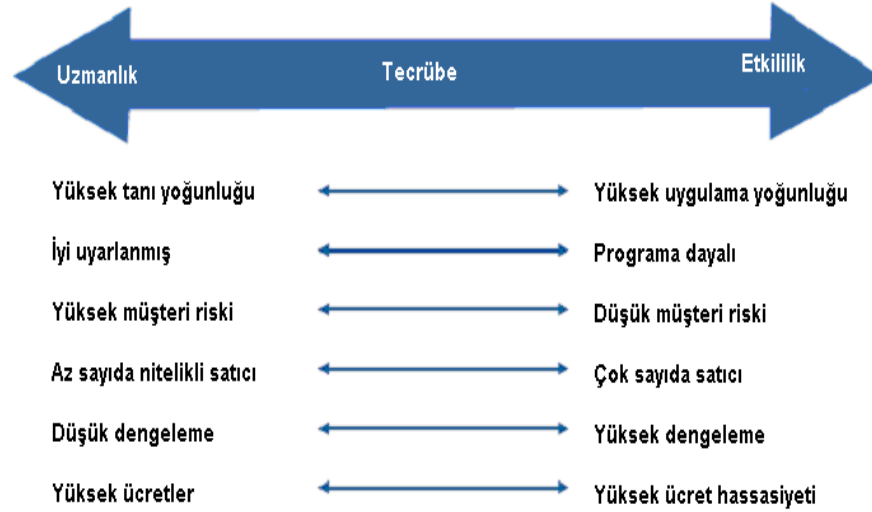 Uzmanlık Tecrübe Etkililik
Yüksek tanı yoğunluğu Yüksek uygulama yoğunluğu
İyi uyarlanmış Programa dayalı
Yüksek müşteri riski Düşük müşteri riski
Az sayıda nitelikli satıcı Çok sayıda satıcı
Düşük dengeleme Yüksek dengeleme
Yüksek ücretler Yüksek ücret hassasiyeti